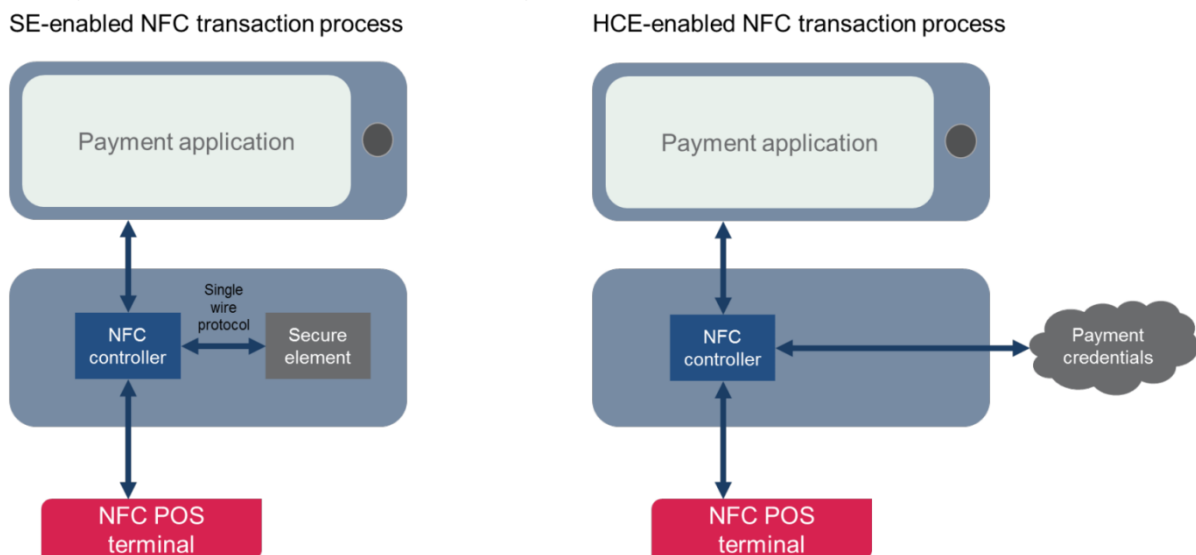 SE-enabled NFC transaction process
Payment application
Single
wire
protocol
NFC
controller
Secure
element
NFC POS
terminal
HCE-enabled NFC transaction process
Payment application
NFC
controller
Payment
credentials
NFC POS
terminal